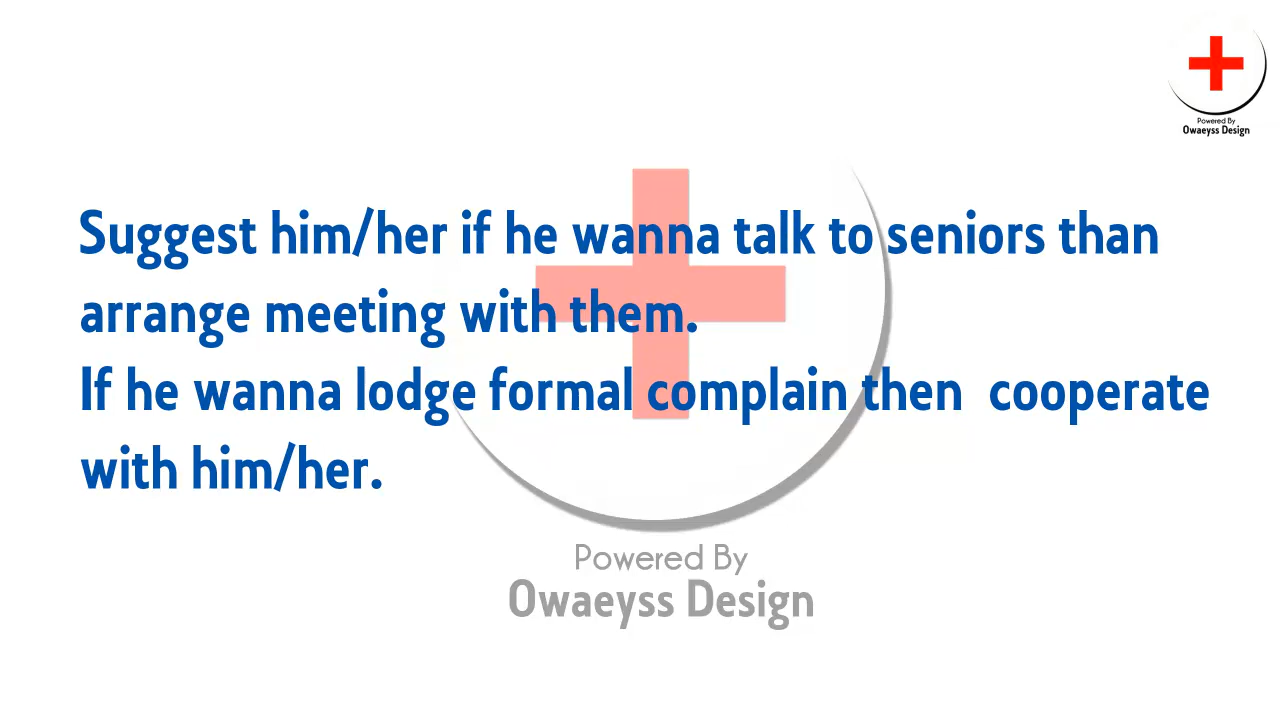 Powered By
Owaeyss Design
Suggest him/her if he wanna talk to seniors than
arrange meeting with them.
If he wanna lodge formal complain then  cooperate
with him/her.
Powered By
Owaeyss Design